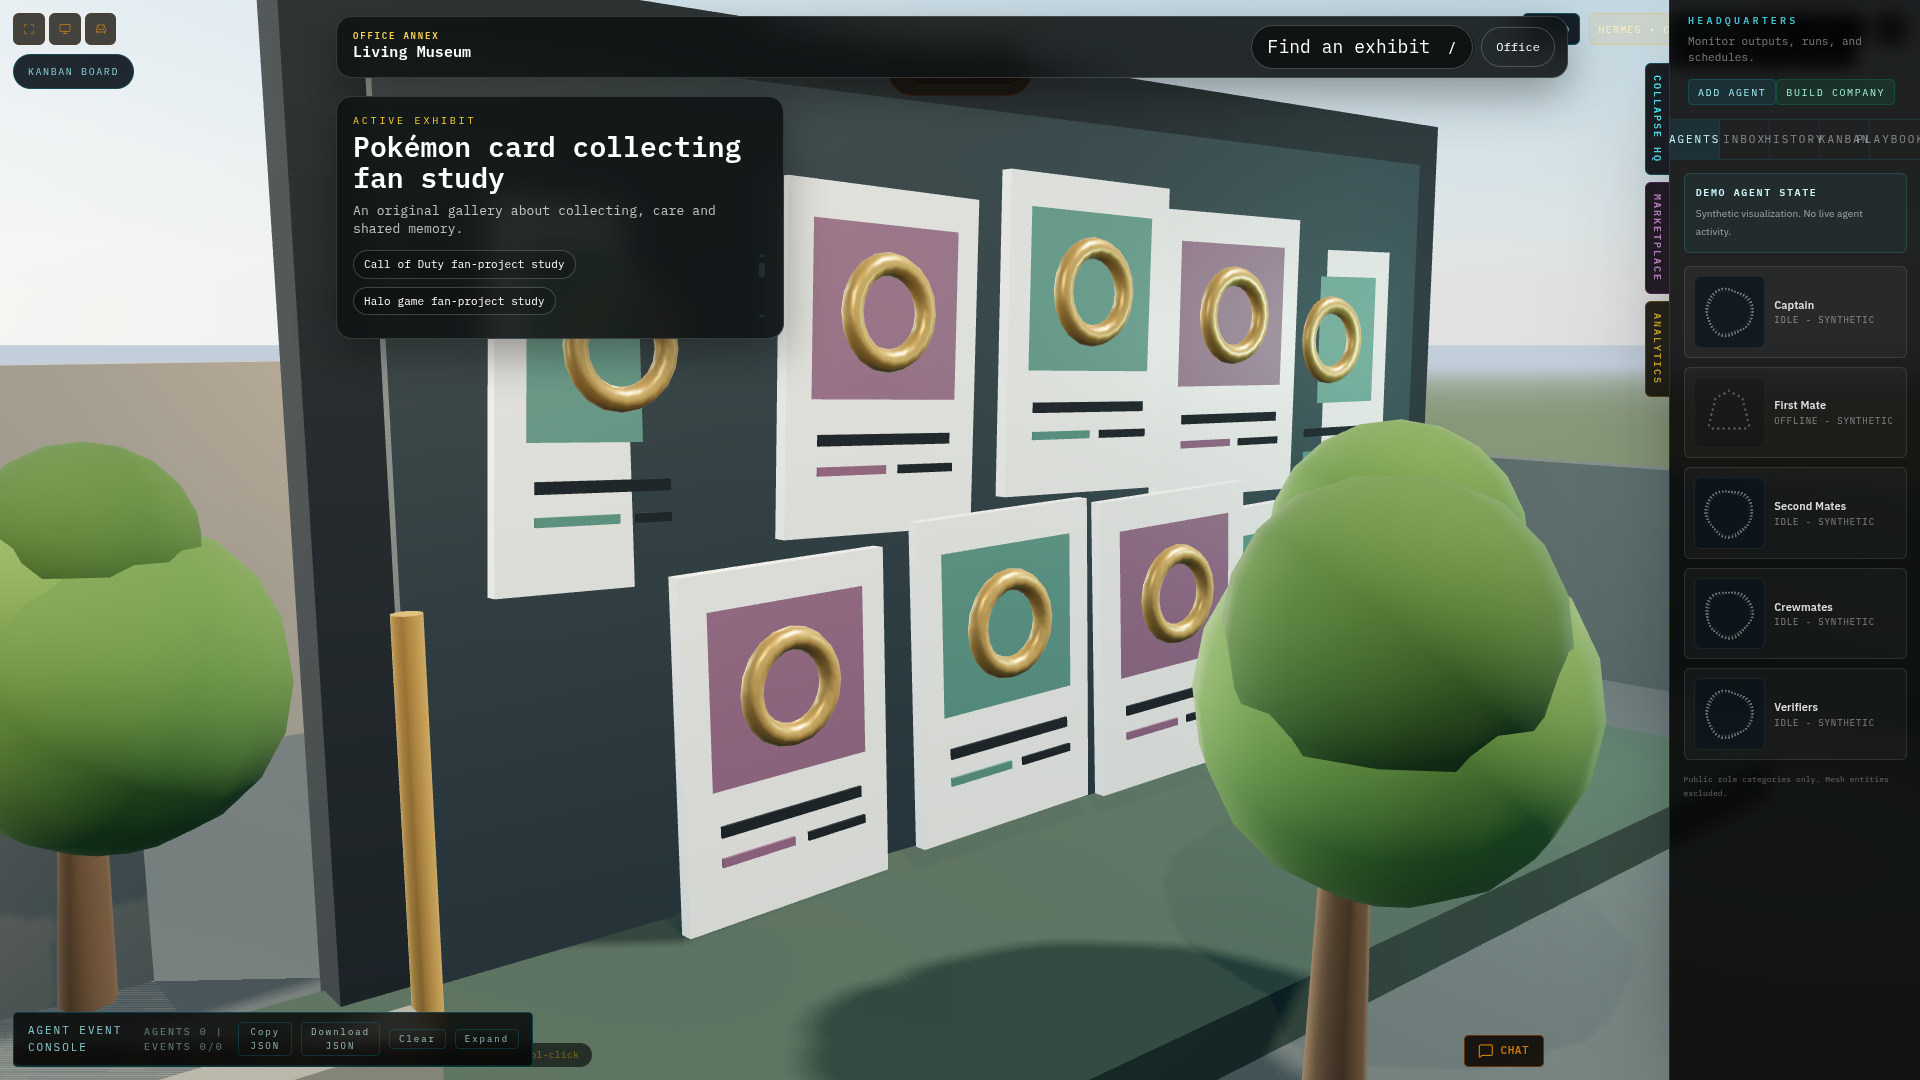 KANBAN BOARD
OFFICE ANNEX
Living Museum
Find an exhibit /
Office
HERMES
ACTIVE EXHIBIT
Pokémon card collecting
fan study
An original gallery about collecting, care and
shared memory.
Call of Duty fan-project study
Halo game fan-project study
COLLAPSE HQ
MARKETPLACE
ANALYTICS
HEADQUARTERS
Monitor outputs, runs, and
schedules.
ADD AGENT
BUILD COMPANY
AGENTS
INBOX
HISTORY
KANBAN
PLAYBOOK
DEMO AGENT STATE
Synthetic visualization. No live agent
activity.
Captain
IDLE - SYNTHETIC
First Mate
OFFLINE - SYNTHETIC
Second Mates
IDLE - SYNTHETIC
Crewmates
IDLE - SYNTHETIC
Verifiers
IDLE - SYNTHETIC
Public role categories only. Mesh entities
excluded.
AGENT EVENT
CONSOLE
AGENTS 0 |
EVENTS 0/0
Copy
JSON
Download
JSON
Clear
Expand
ol-click
CHAT